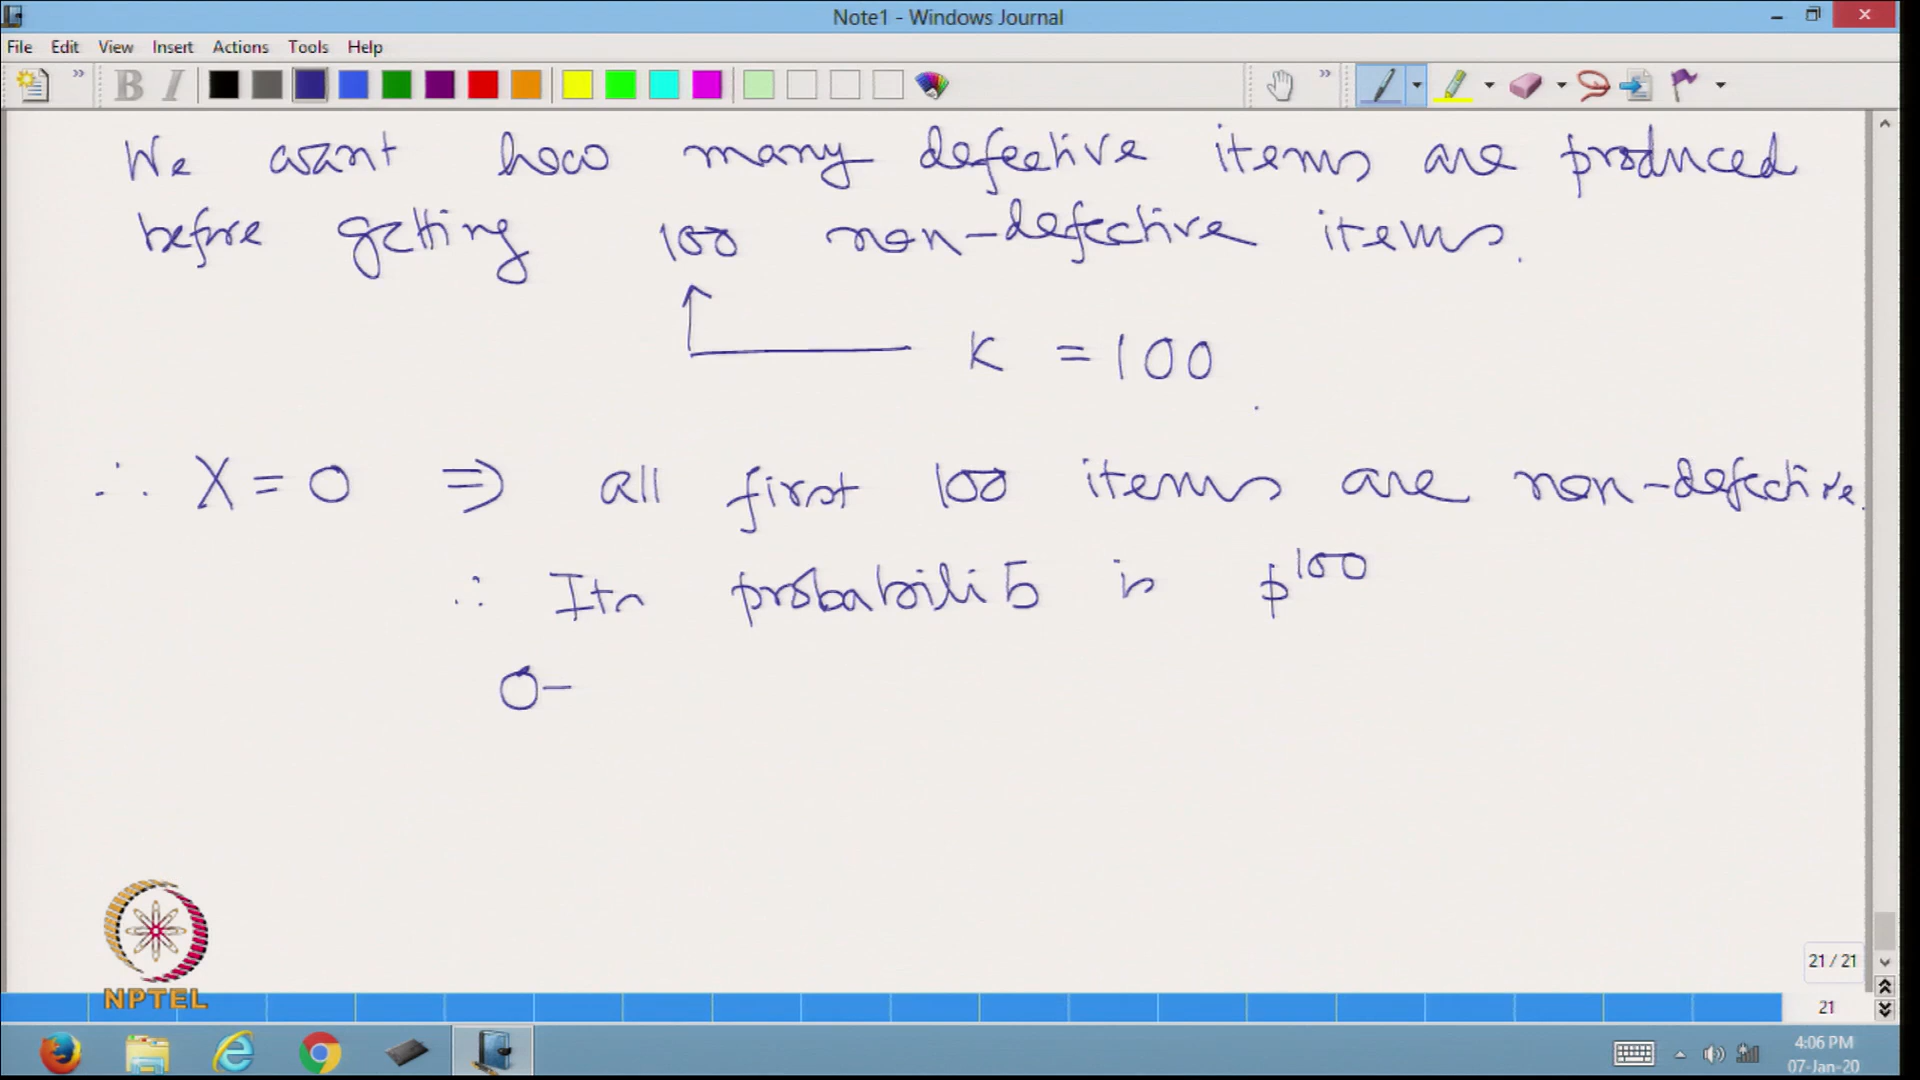 Note1 - Windows Journal
File Edit View Insert Actions Tools Help
B I
We want how many defective items are produced
before getting 100 non-defective items.
K = 100
∴ X = 0 ⇒ all first 100 items are non-defective.
∴ Its probability is p^100
0-
NPTEL
21 / 21
21
4:06 PM
07-Jan-20